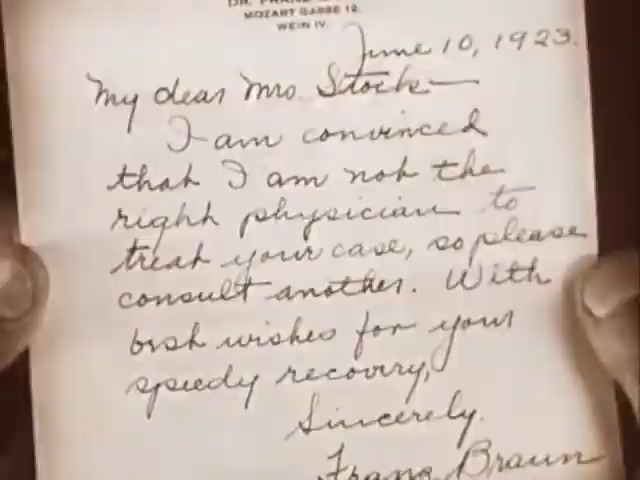 DR. FRANZ
MOZART GASSE 12.
WEIN IV.
June 10, 1923.
My dear Mrs. Stock—
I am convinced
that I am not the
right physician to
treat your case, so please
consult another. With
best wishes for your
speedy recovery,
Sincerely.
Franz Braun